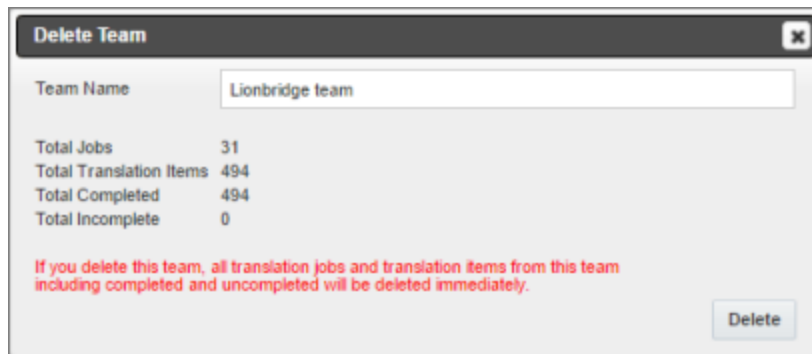 Delete Team
Team Name Lionbridge team
Total Jobs 31
Total Translation Items 494
Total Completed 494
Total Incomplete 0
If you delete this team, all translation jobs and translation items from this team
including completed and uncompleted will be deleted immediately.
Delete